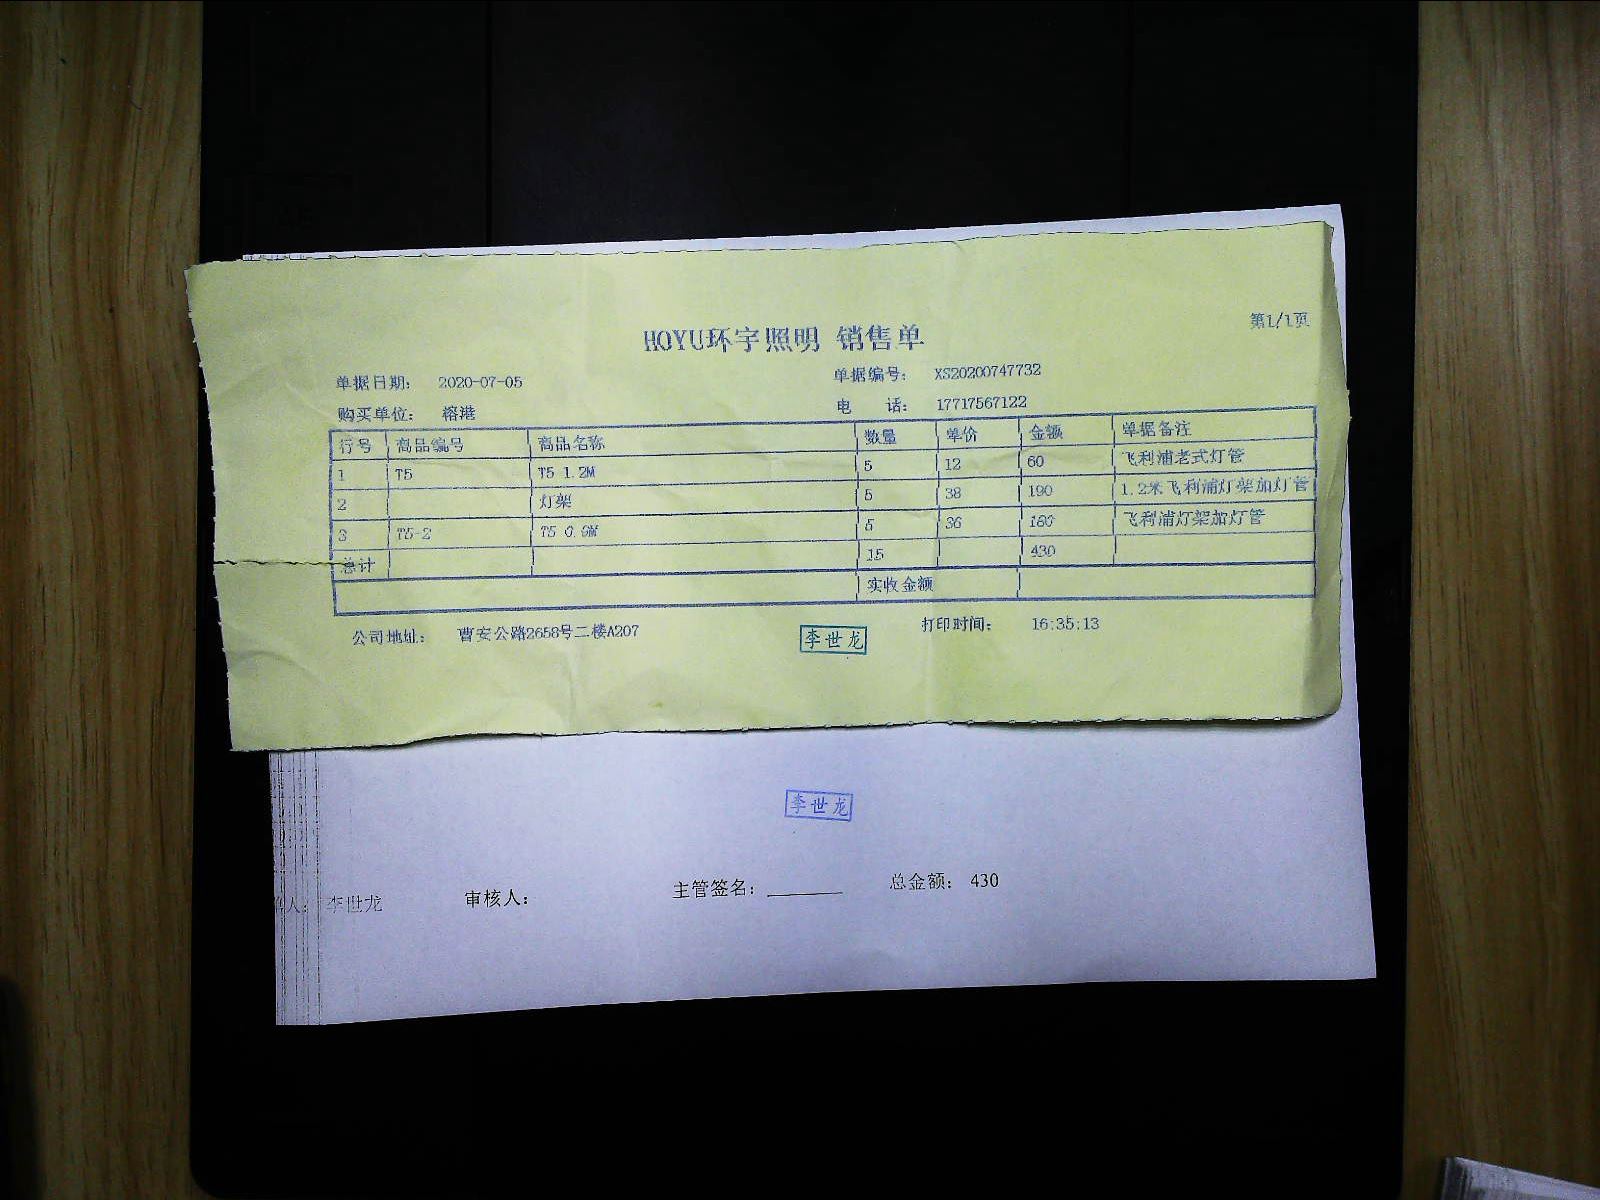 第1/1页
HOYU环宇照明 销售单
单据日期: 2020-07-05 单据编号: XS20200747732
购买单位: 榕港 电 话: 17717567122
行号 商品编号 商品名称 数量 单价 金额 单据备注
1 T5 T5 1.2M 5 12 60 飞利浦老式灯管
2 灯架 5 38 190 1.2米飞利浦灯架加灯管
3 T5-2 T5 0.9M 5 36 180 飞利浦灯架加灯管
总计 15 430
实收金额
公司地址: 曹安公路2658号二楼A207 李世龙 打印时间: 16:35:13
李世龙
人: 李世龙 审核人: 主管签名: 总金额: 430